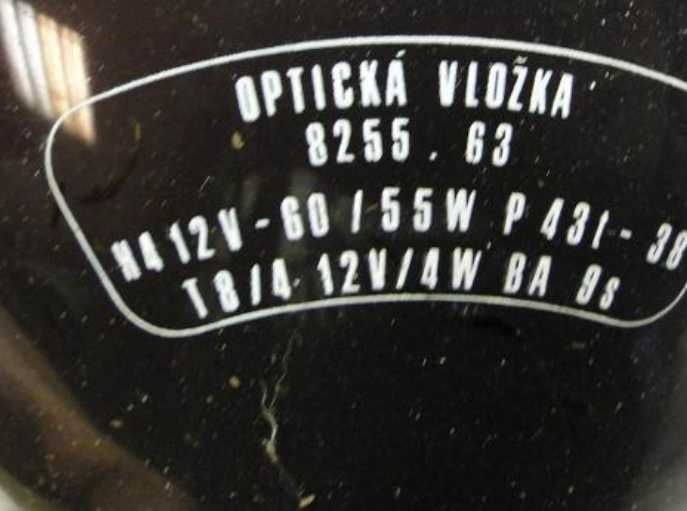 OPTICKÁ VLOŽKA
8255.63
H4 12V-60/55W P 43t-38
T8/4 12V/4W BA 9s